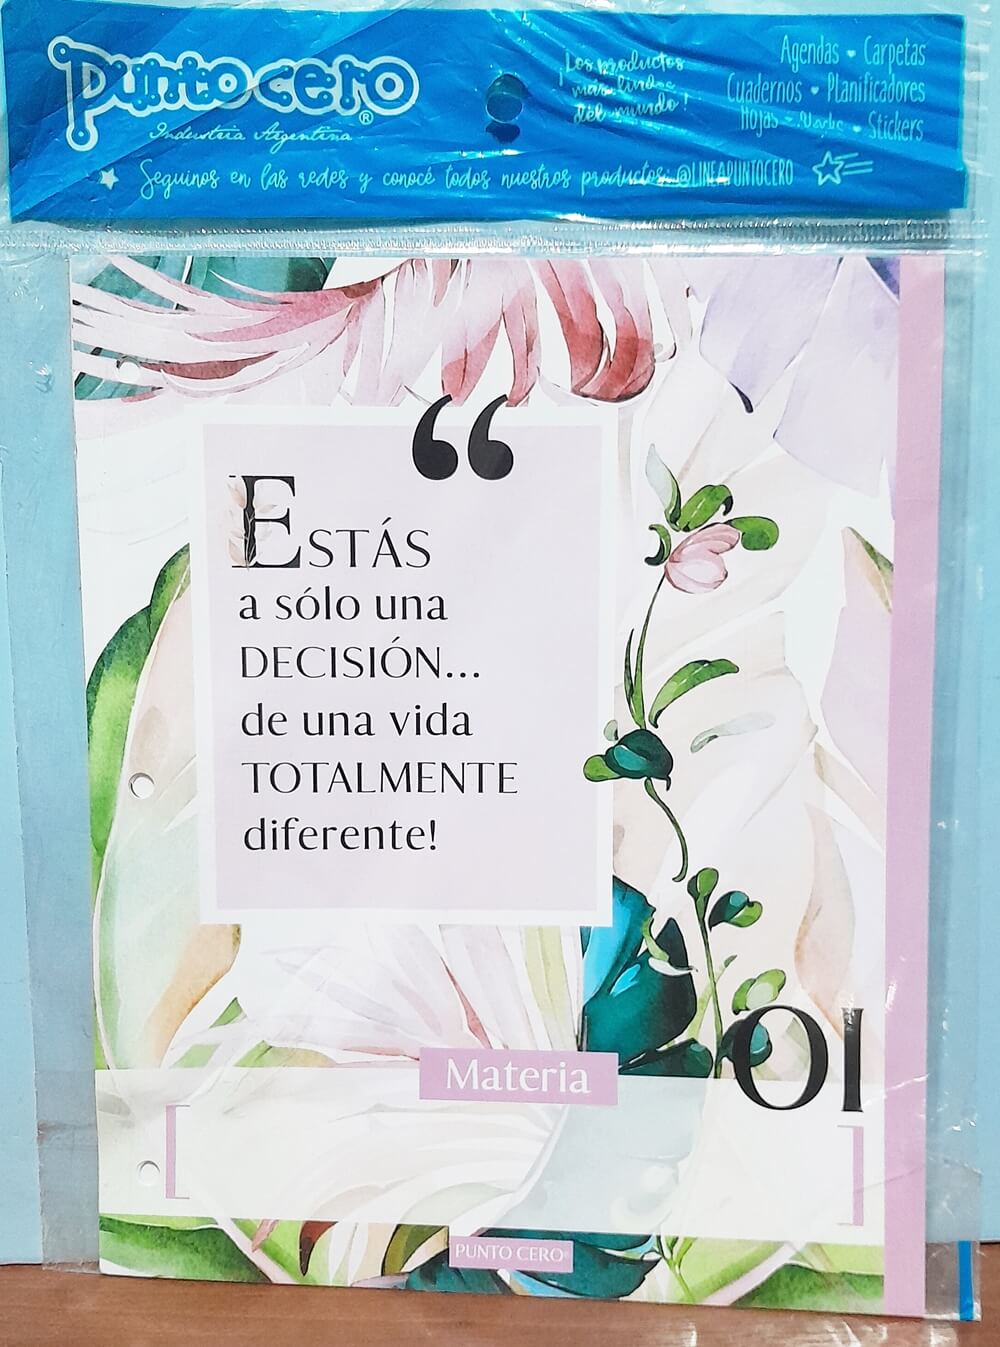 Punto cero®
Industria Argentina
¡Los productos
más lindos
del mundo!
Agendas • Carpetas
Cuadernos • Planificadores
Hojas • • Stickers
Seguinos en las redes y conocé todos nuestros productos: @LINEAPUNTOCERO
“
ESTÁS
a sólo una
DECISIÓN...
de una vida
TOTALMENTE
diferente!
01
Materia
PUNTO CERO®